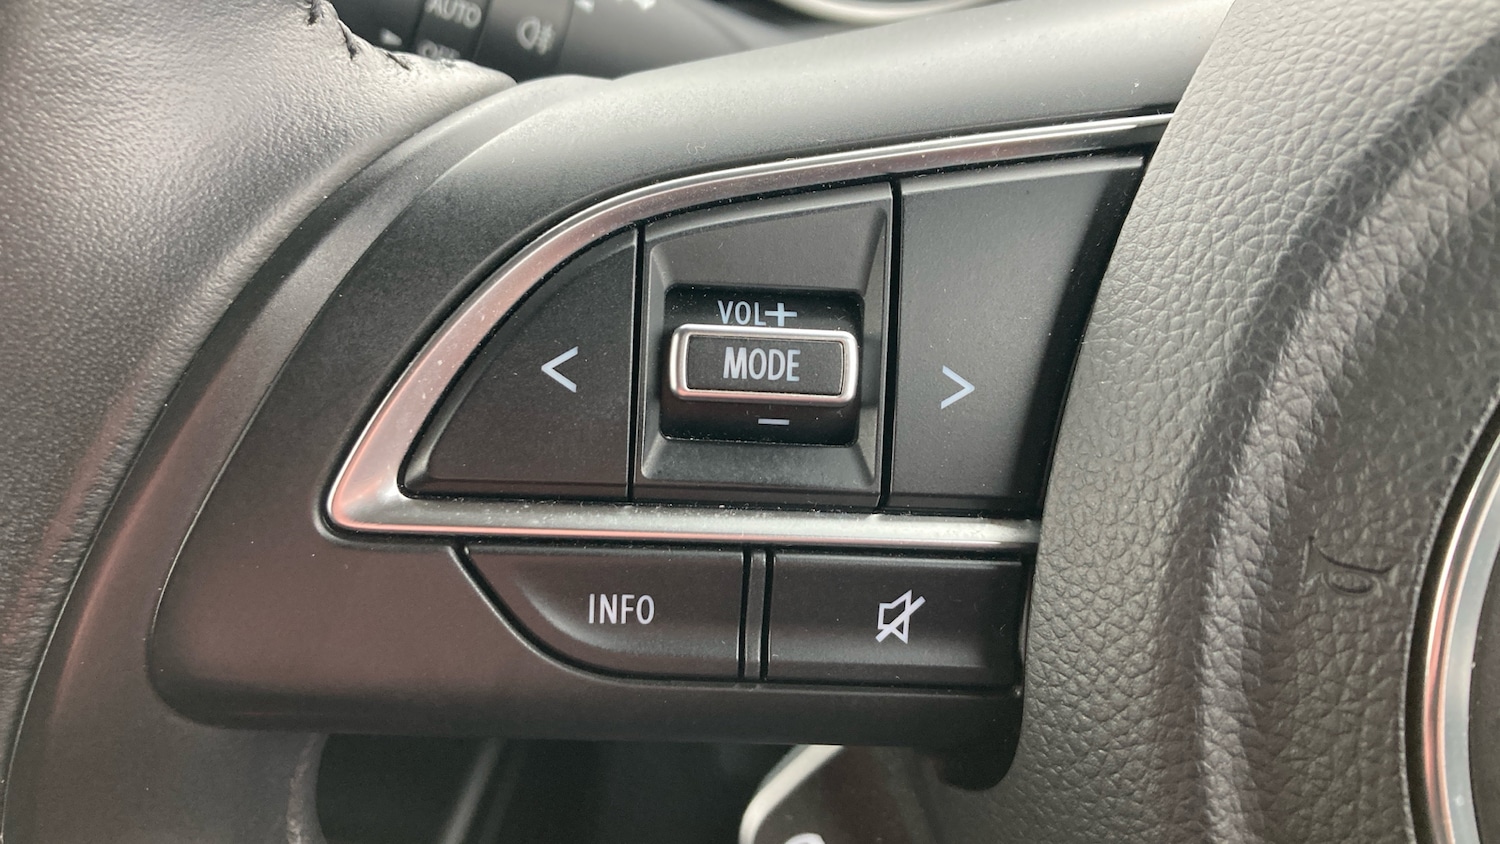 AUTO
OFF
VOL+
<
MODE
>
−
INFO